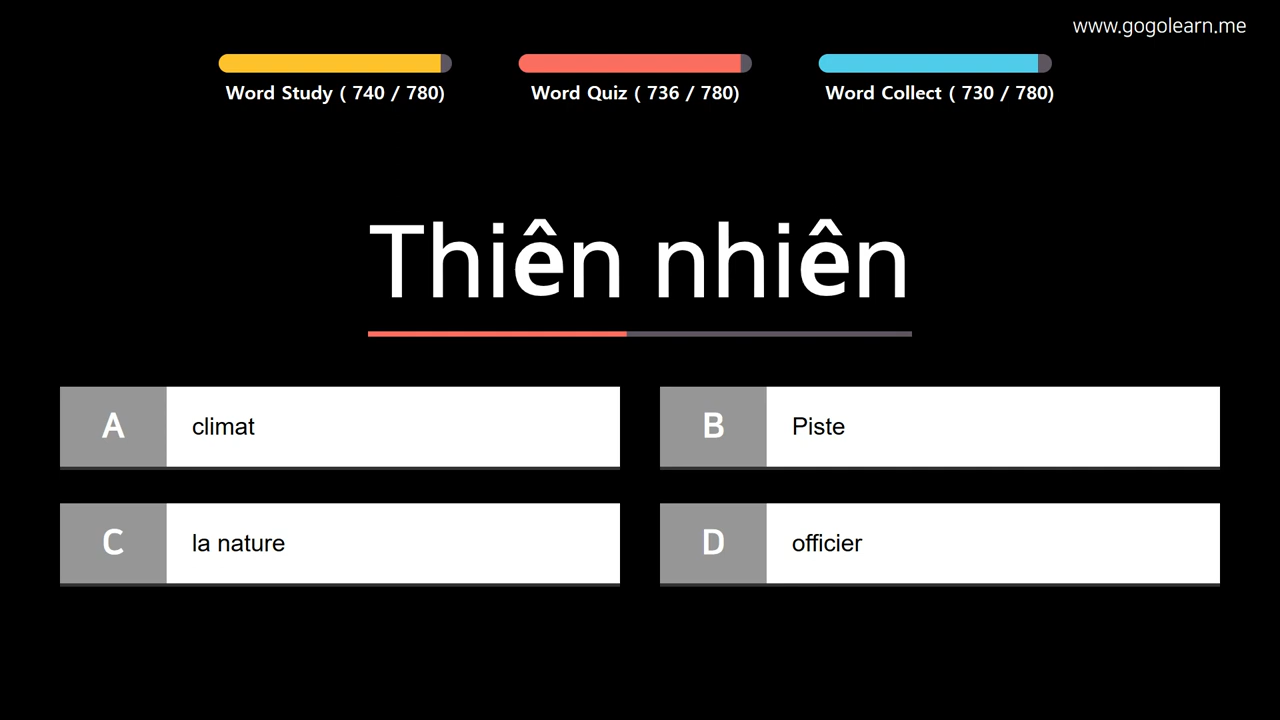 www.gogolearn.me
Word Study ( 740 / 780)
Word Quiz ( 736 / 780)
Word Collect ( 730 / 780)
Thiên nhiên
A climat
B Piste
C la nature
D officier